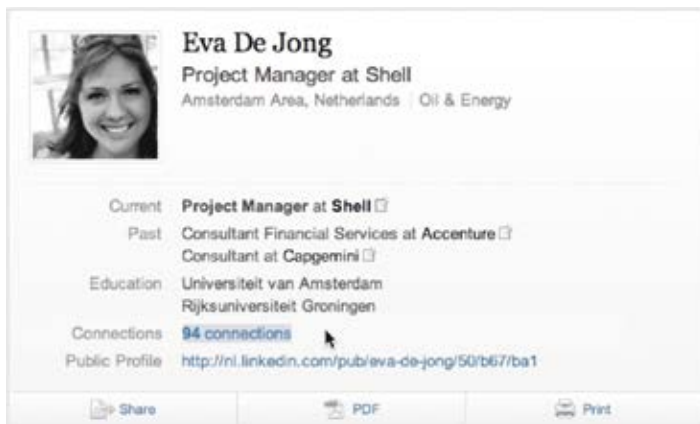 Eva De Jong
Project Manager at Shell
Amsterdam Area, Netherlands | Oil & Energy
Current Project Manager at Shell
Past Consultant Financial Services at Accenture
Consultant at Capgemini
Education Universiteit van Amsterdam
Rijksuniversiteit Groningen
Connections 94 connections
Public Profile http://nl.linkedin.com/pub/eva-de-jong/50/b67/ba1
Share PDF Print